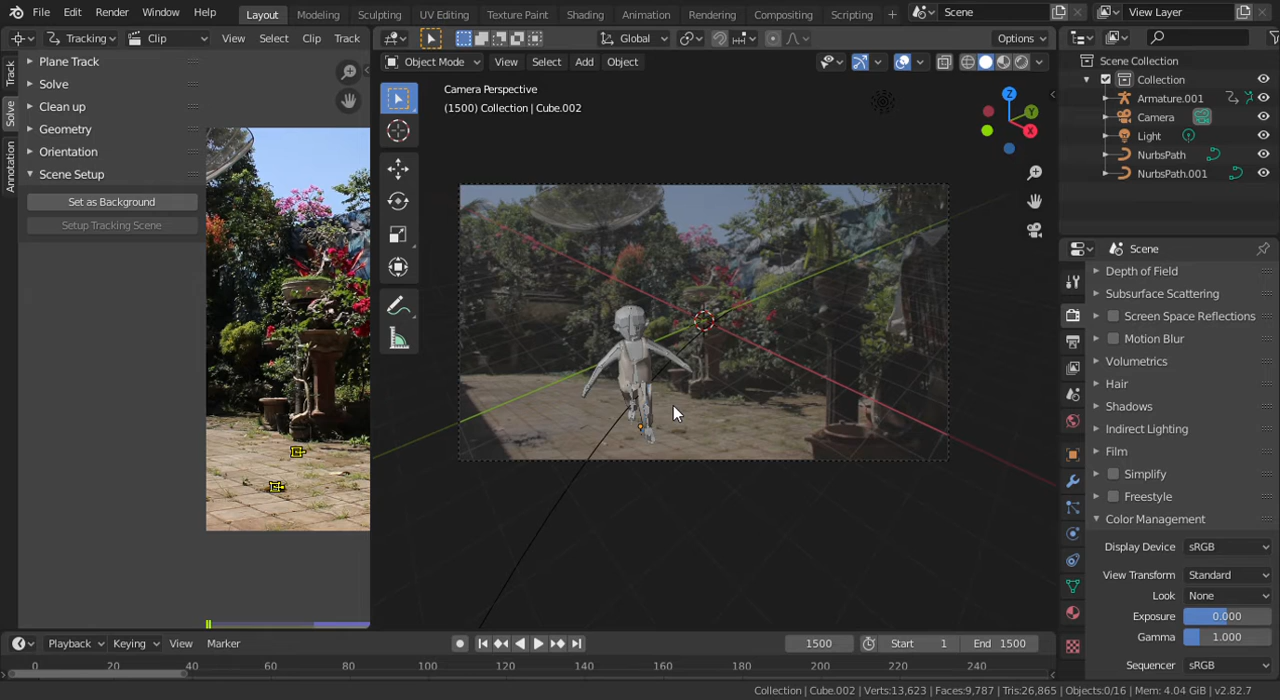 File Edit Render Window Help Layout Modeling Sculpting UV Editing Texture Paint Shading Animation Rendering Compositing Scripting + Scene View Layer
Tracking Clip View Select Clip Track
Global Options
Object Mode View Select Add Object
Plane Track
Solve
Clean up
Geometry
Orientation
Scene Setup
Set as Background
Setup Tracking Scene
Track
Solve
Annotation
Camera Perspective
(1500) Collection | Cube.002
Z
Y
X
Scene Collection
Collection
Armature.001
Camera
Light
NurbsPath
NurbsPath.001
Scene
Depth of Field
Subsurface Scattering
Screen Space Reflections
Motion Blur
Volumetrics
Hair
Shadows
Indirect Lighting
Film
Simplify
Freestyle
Color Management
Display Device sRGB
View Transform Standard
Look None
Exposure 0.000
Gamma 1.000
Sequencer sRGB
Playback Keying View Marker 1500 Start 1 End 1500
0 20 40 60 80 100 120 140 160 180 200 220 240
Collection | Cube.002 | Verts:13,623 | Faces:9,787 | Tris:26,865 | Objects:0/16 | Mem: 4.04 GiB | v2.82.7